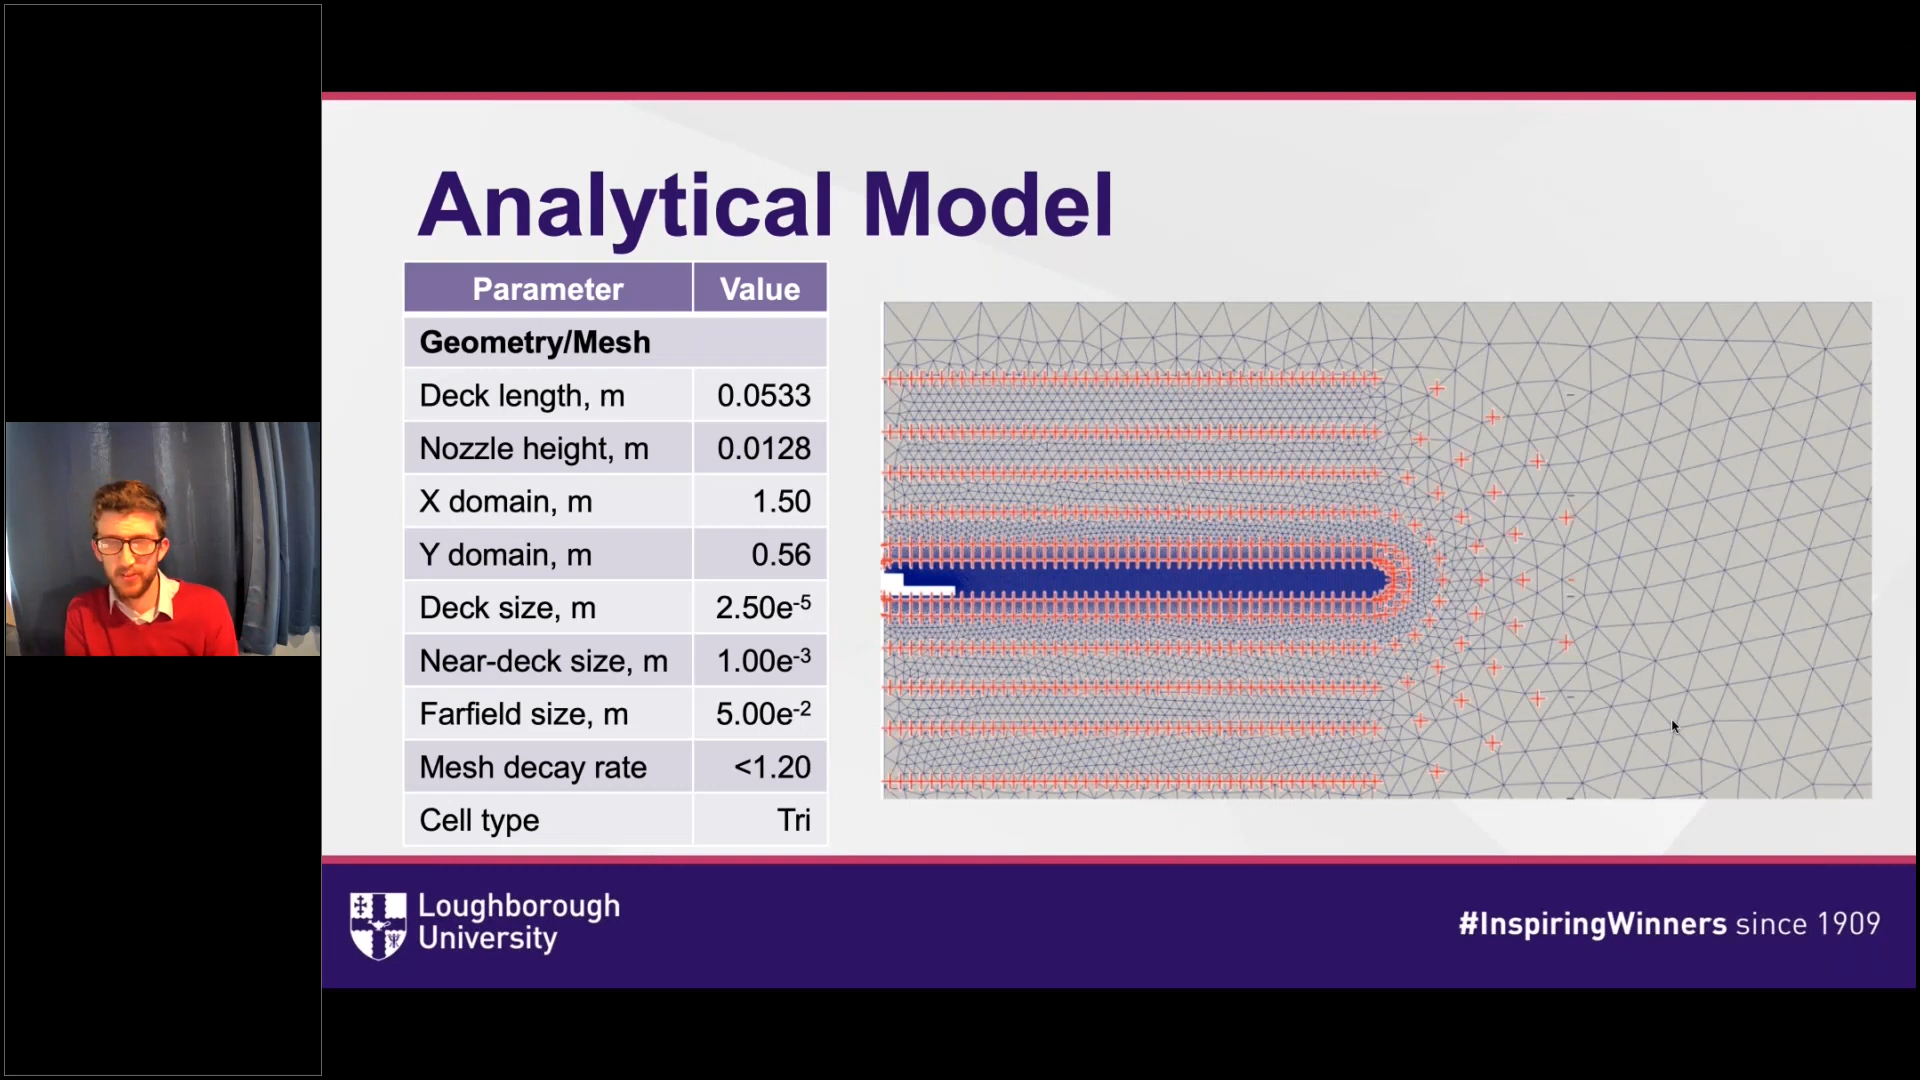 Analytical Model
Parameter Value
Geometry/Mesh
Deck length, m 0.0533
Nozzle height, m 0.0128
X domain, m 1.50
Y domain, m 0.56
Deck size, m 2.50e-5
Near-deck size, m 1.00e-3
Farfield size, m 5.00e-2
Mesh decay rate <1.20
Cell type Tri
Loughborough
University
#InspiringWinners since 1909